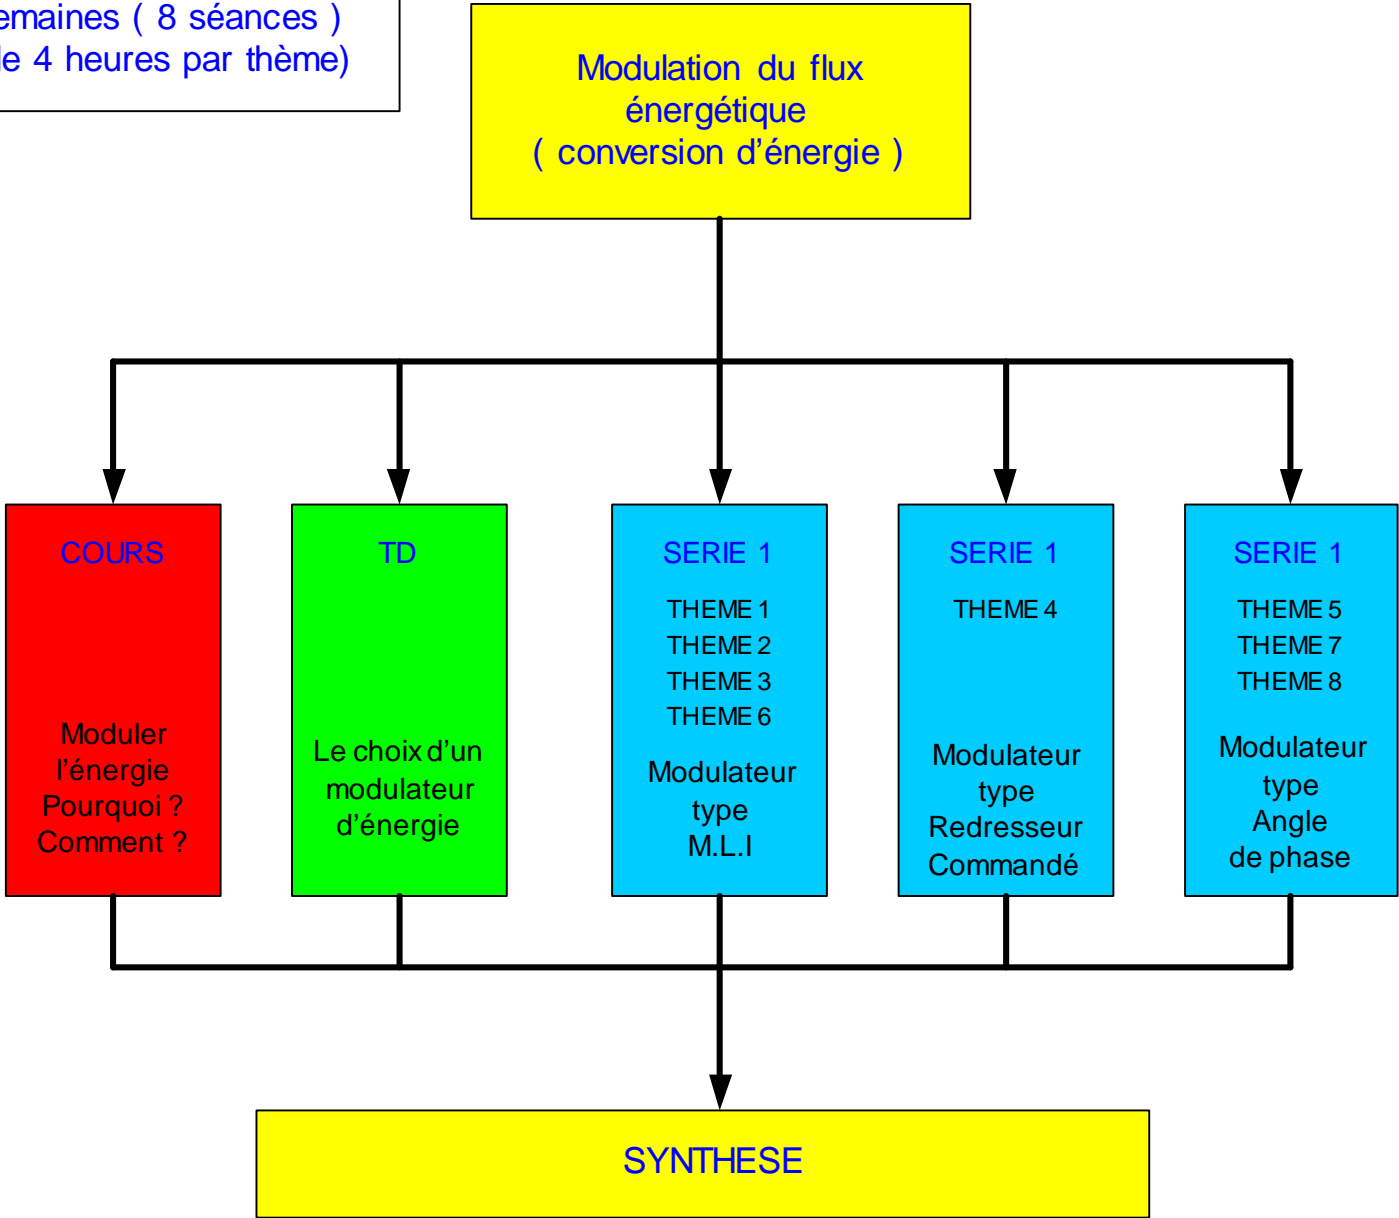 emaines ( 8 séances )
le 4 heures par thème)
Modulation du flux
énergétique
( conversion d'énergie )
COURS
Moduler
l'énergie
Pourquoi ?
Comment ?
TD
Le choix d'un
modulateur
d'énergie
SERIE 1
THEME 1
THEME 2
THEME 3
THEME 6
Modulateur
type
M.L.I
SERIE 1
THEME 4
Modulateur
type
Redresseur
Commandé
SERIE 1
THEME 5
THEME 7
THEME 8
Modulateur
type
Angle
de phase
SYNTHESE